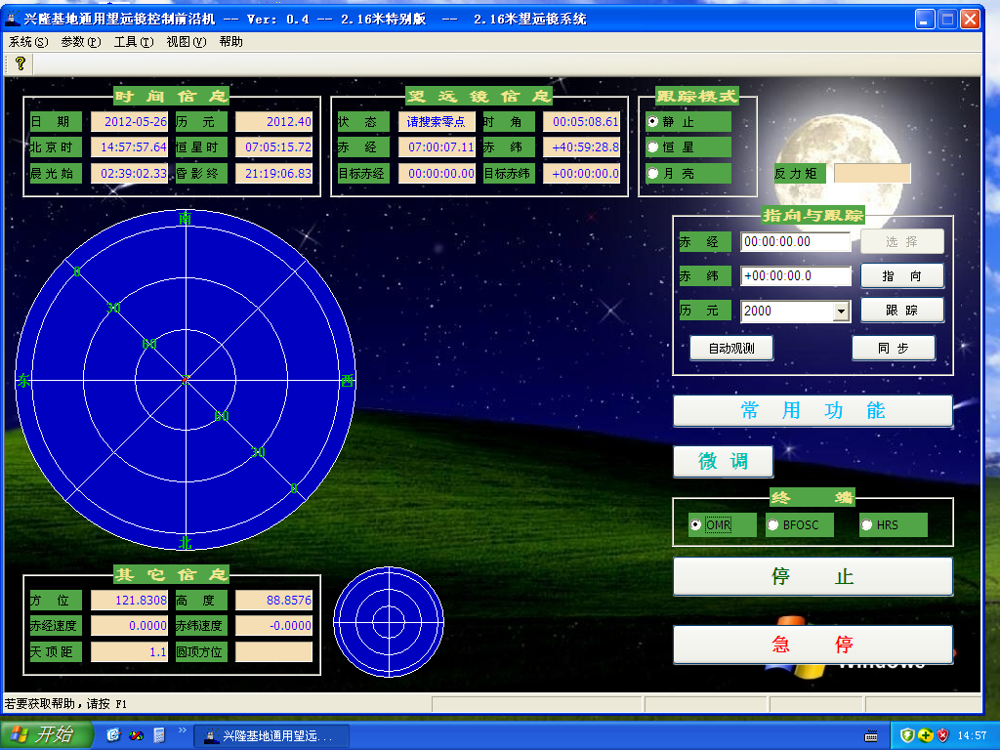 兴隆基地通用望远镜控制前沿机 -- Ver: 0.4 -- 2.16米特别版 -- 2.16米望远镜系统
系统(S) 参数(P) 工具(T) 视图(V) 帮助
时间信息
日 期 2012-05-26 历 元 2012.40
北京时 14:57:57.64 恒星时 07:05:15.72
晨光始 02:39:02.33 昏影终 21:19:06.83
望远镜信息
状 态 请搜索零点 时 角 00:05:08.61
赤 经 07:00:07.11 赤 纬 +40:59:28.8
目标赤经 00:00:00.00 目标赤纬 +00:00:00.0
跟踪模式
静 止
恒 星
月 亮
反力矩
指向与跟踪
赤 经 00:00:00.00 选 择
赤 纬 +00:00:00.0 指 向
历 元 2000 跟 踪
自动观测 同 步
常 用 功 能
微 调
终 端
OMR BFOSC HRS
停 止
急 停
Windows
南
0
30
60
东 西
60
30
0
北
其它信息
方 位 121.8308 高 度 88.8576
赤经速度 0.0000 赤纬速度 -0.0000
天顶距 1.1 圆顶方位
若要获取帮助，请按 F1
开始 兴隆基地通用望远... 14:57